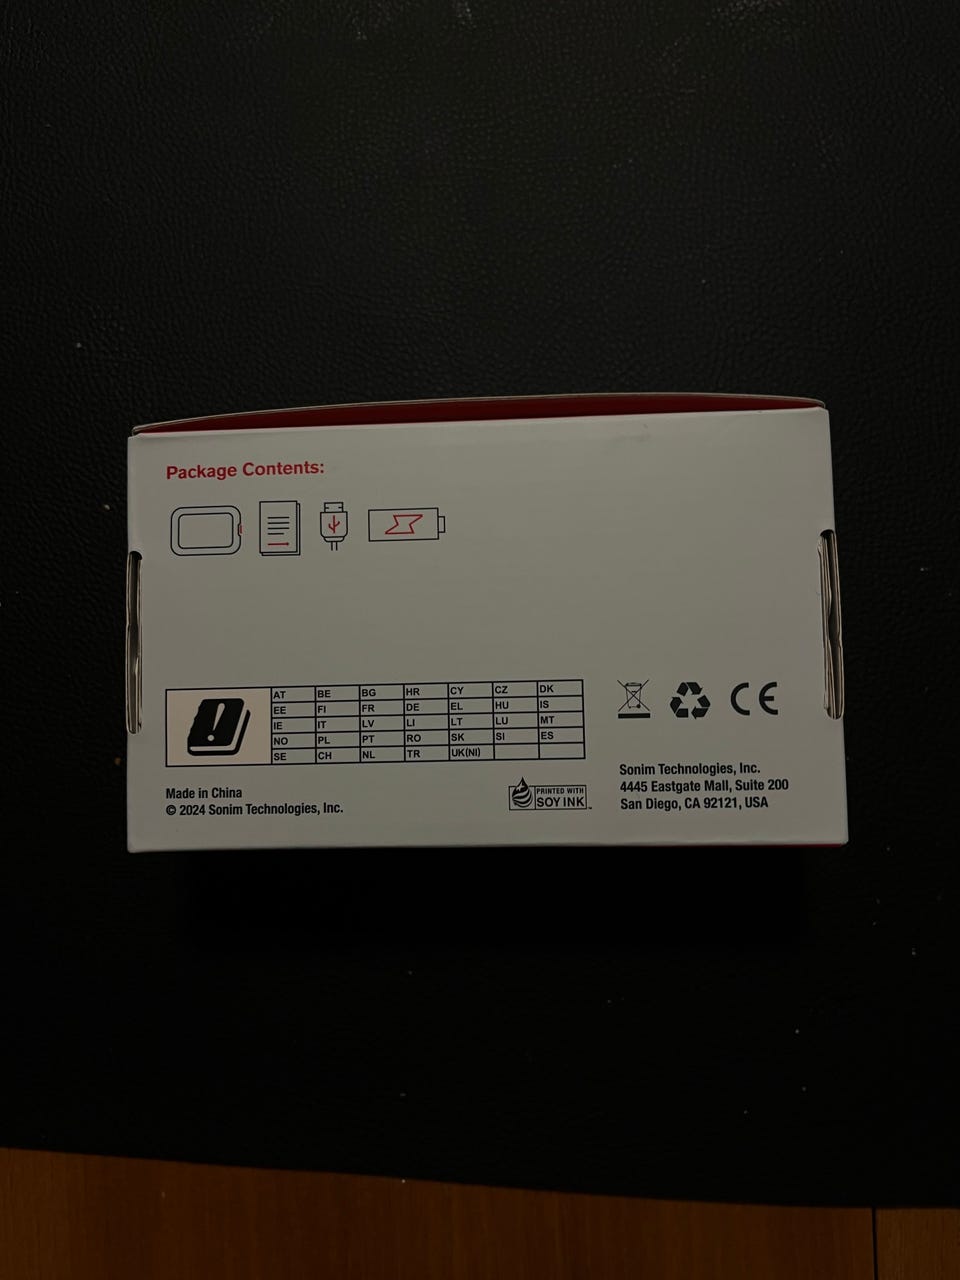 Package Contents:
AT BE BG HR CY CZ DK
EE FI FR DE EL HU IS
IE IT LV LI LT LU MT
NO PL PT RO SK SI ES
SE CH NL TR UK(NI)
CE
Made in China
© 2024 Sonim Technologies, Inc.
PRINTED WITH
SOY INK™
Sonim Technologies, Inc.
4445 Eastgate Mall, Suite 200
San Diego, CA 92121, USA